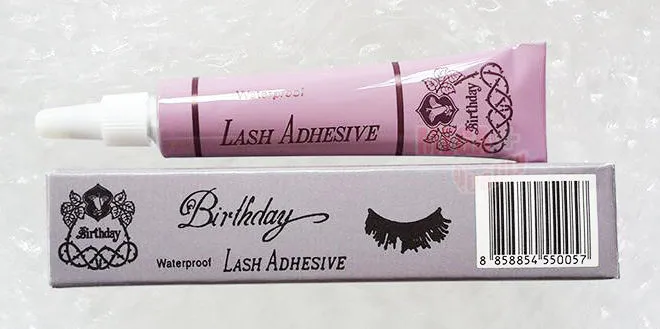 Waterproof
LASH ADHESIVE
Birthday
Birthday
Birthday
Waterproof LASH ADHESIVE
8 858854 550057